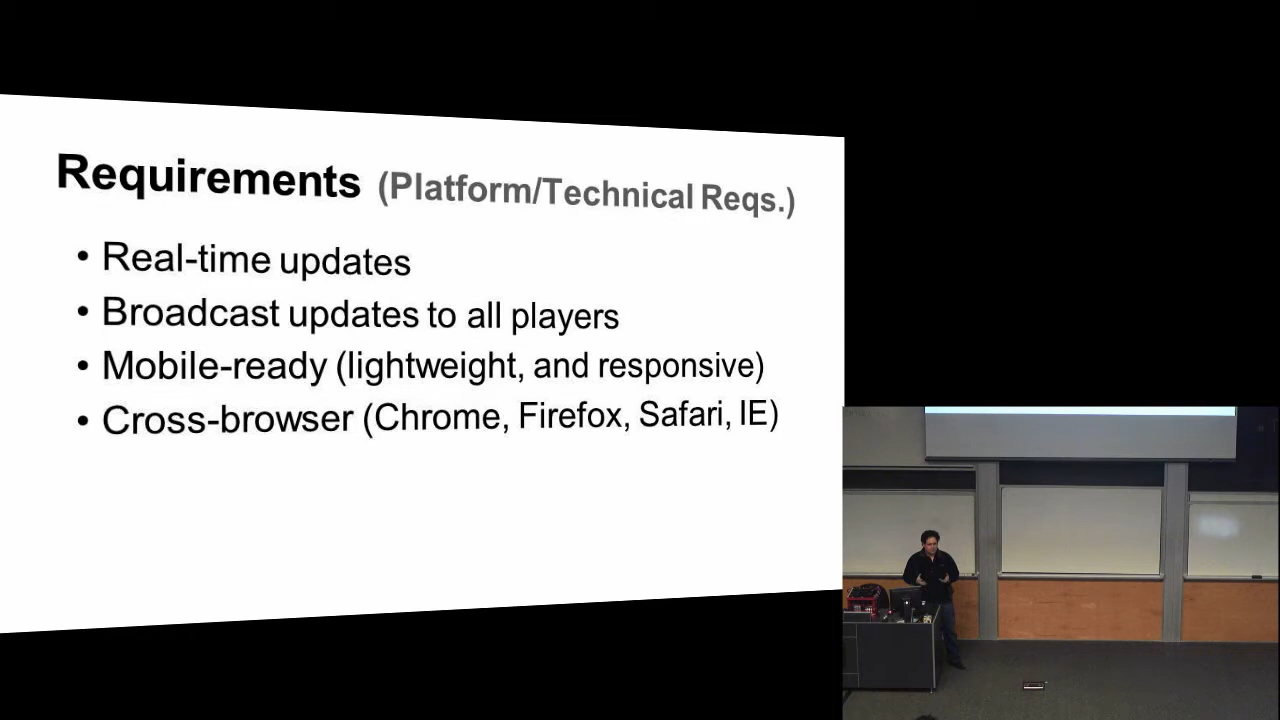 Requirements (Platform/Technical Reqs.)
• Real-time updates
• Broadcast updates to all players
• Mobile-ready (lightweight, and responsive)
• Cross-browser (Chrome, Firefox, Safari, IE)